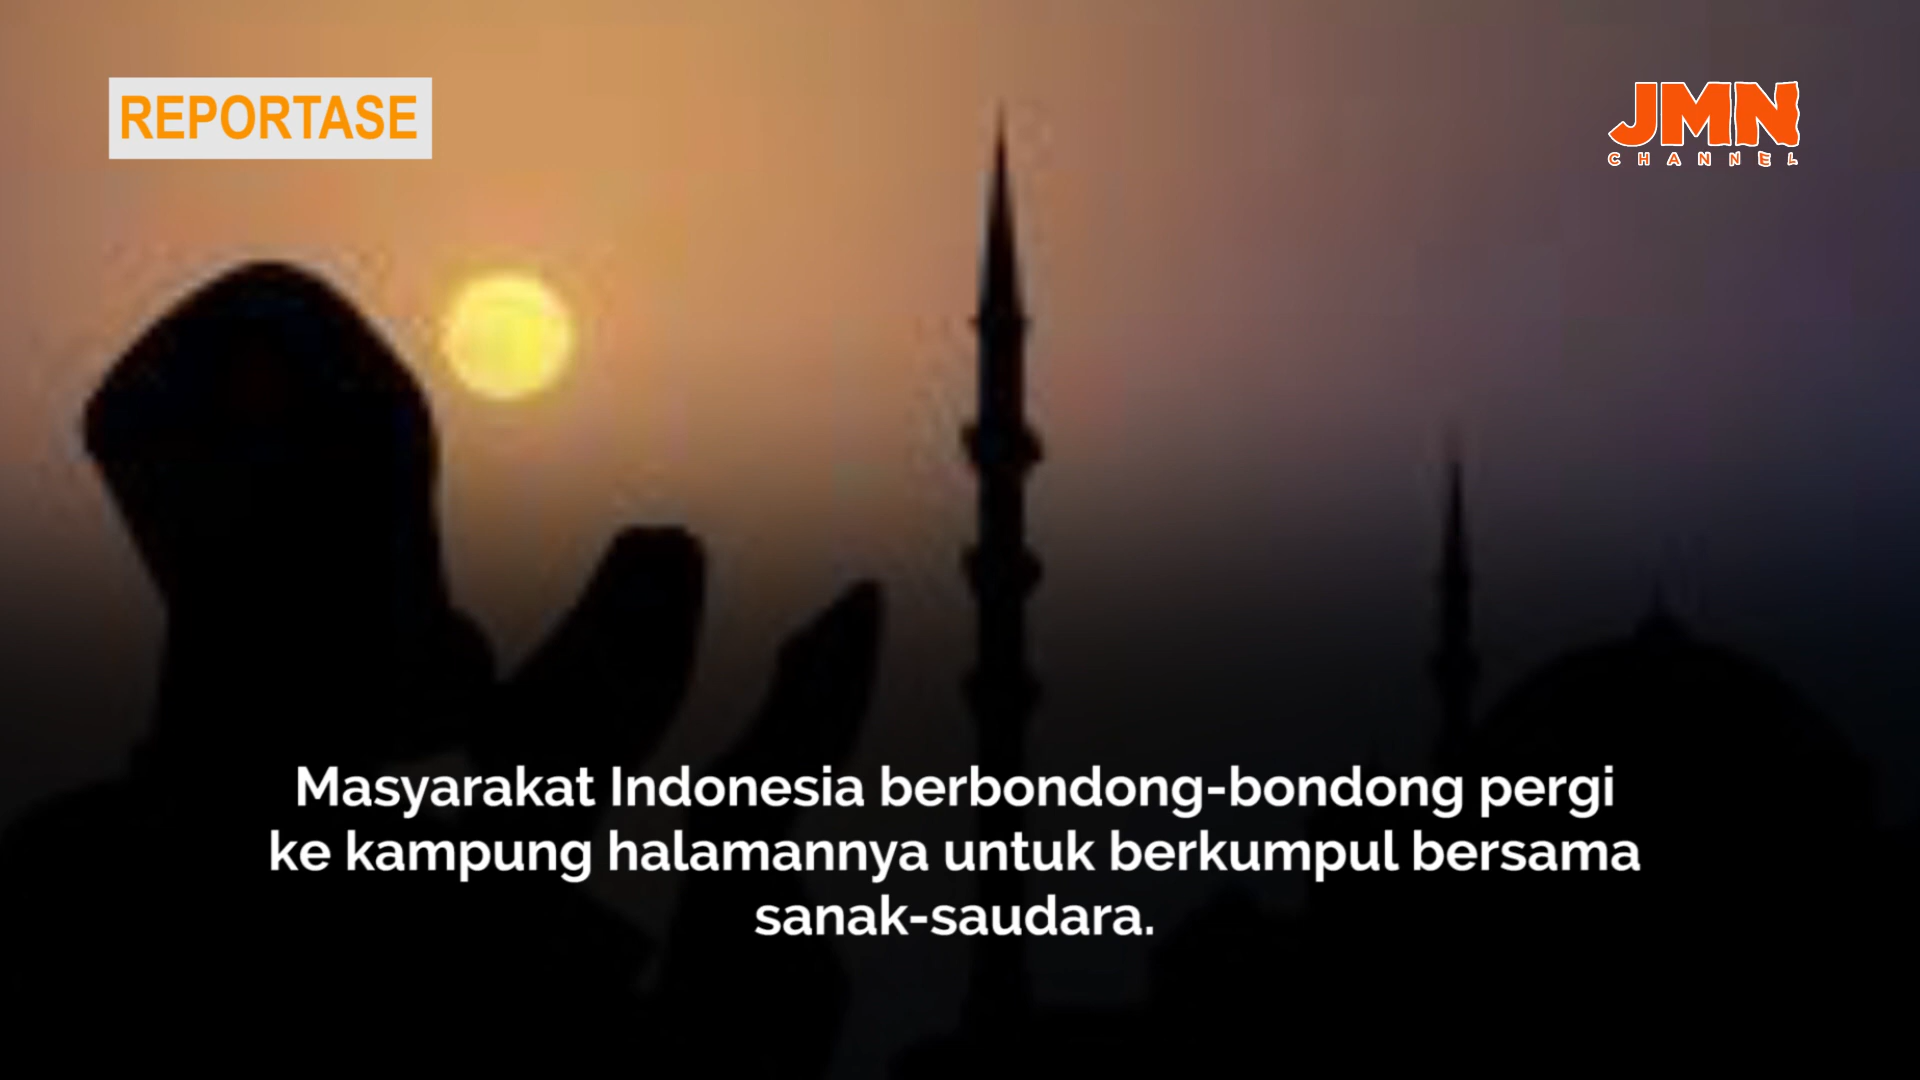 REPORTASE
JMN
CHANNEL
Masyarakat Indonesia berbondong-bondong pergi
ke kampung halamannya untuk berkumpul bersama
sanak-saudara.